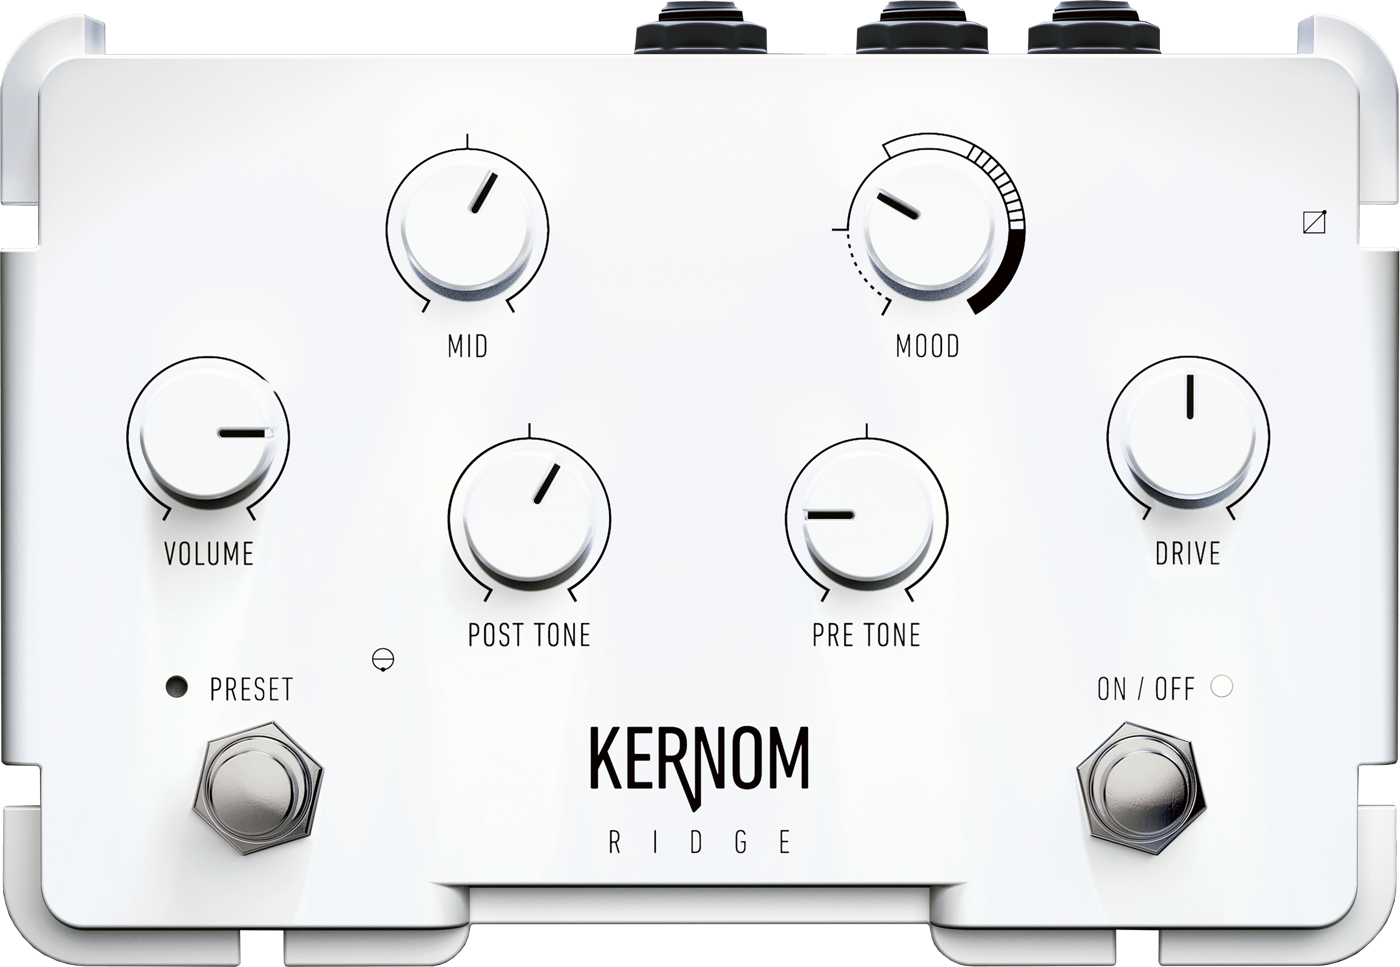 MID
MOOD
VOLUME
DRIVE
POST TONE
PRE TONE
PRESET
ON / OFF
KERNOM
RIDGE